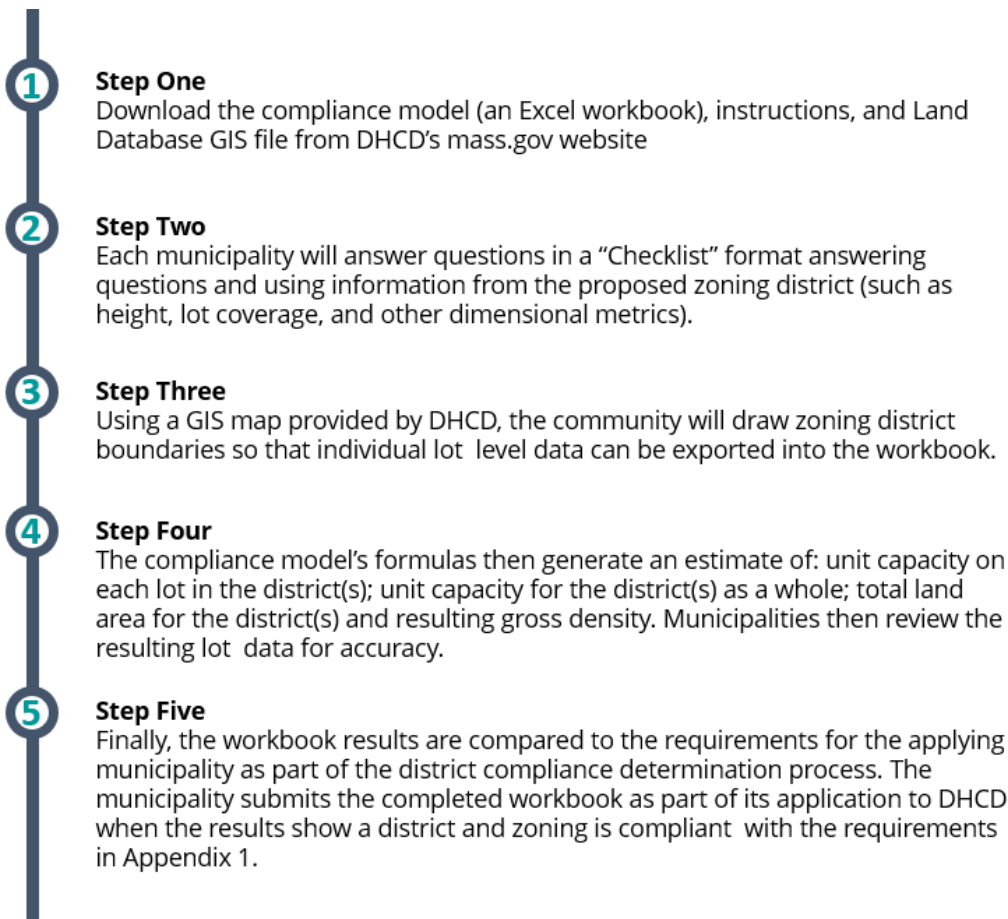 1
Step One
Download the compliance model (an Excel workbook), instructions, and Land
Database GIS file from DHCD's mass.gov website
2
Step Two
Each municipality will answer questions in a “Checklist” format answering
questions and using information from the proposed zoning district (such as
height, lot coverage, and other dimensional metrics).
3
Step Three
Using a GIS map provided by DHCD, the community will draw zoning district
boundaries so that individual lot  level data can be exported into the workbook.
4
Step Four
The compliance model's formulas then generate an estimate of: unit capacity on
each lot in the district(s); unit capacity for the district(s) as a whole; total land
area for the district(s) and resulting gross density. Municipalities then review the
resulting lot  data for accuracy.
5
Step Five
Finally, the workbook results are compared to the requirements for the applying
municipality as part of the district compliance determination process. The
municipality submits the completed workbook as part of its application to DHCD
when the results show a district and zoning is compliant  with the requirements
in Appendix 1.